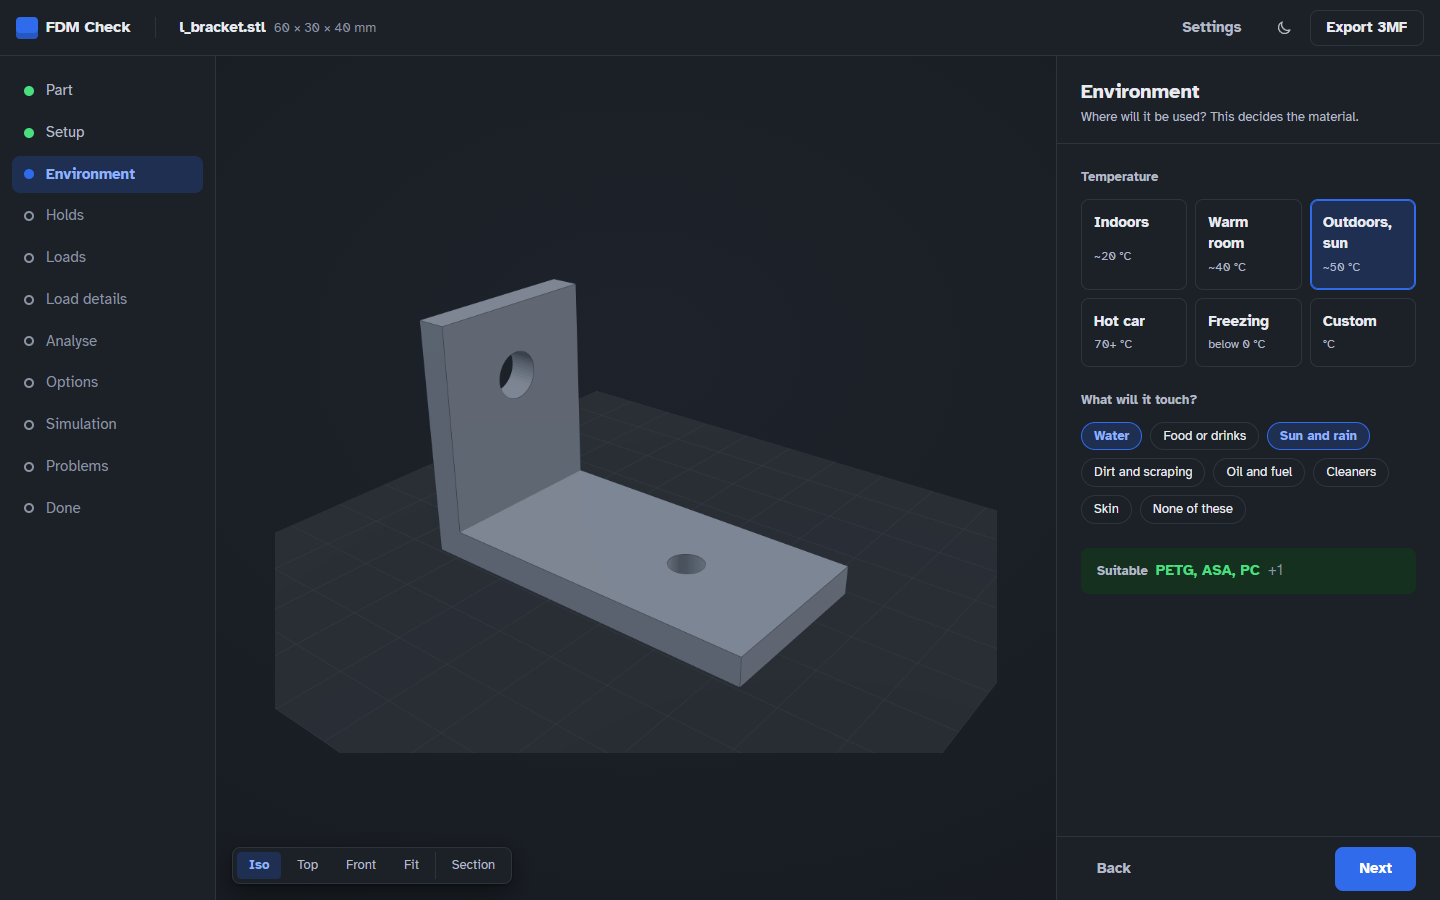 FDM Check
l_bracket.stl 60 × 30 × 40 mm
Settings
Export 3MF
Part
Setup
Environment
Holds
Loads
Load details
Analyse
Options
Simulation
Problems
Done
Iso Top Front Fit Section
Environment
Where will it be used? This decides the material.
Temperature
Indoors
~20 °C
Warm
room
~40 °C
Outdoors,
sun
~50 °C
Hot car
70+ °C
Freezing
below 0 °C
Custom
°C
What will it touch?
Water Food or drinks Sun and rain
Dirt and scraping Oil and fuel Cleaners
Skin None of these
Suitable PETG, ASA, PC +1
Back Next